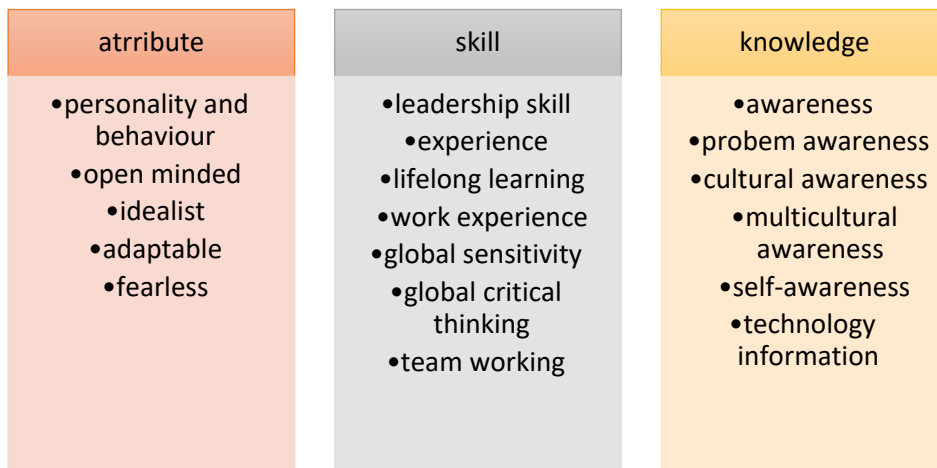 atrribute
•personality and
behaviour
•open minded
•idealist
•adaptable
•fearless
skill
•leadership skill
•experience
•lifelong learning
•work experience
•global sensitivity
•global critical
thinking
•team working
knowledge
•awareness
•probem awareness
•cultural awareness
•multicultural
awareness
•self-awareness
•technology
information